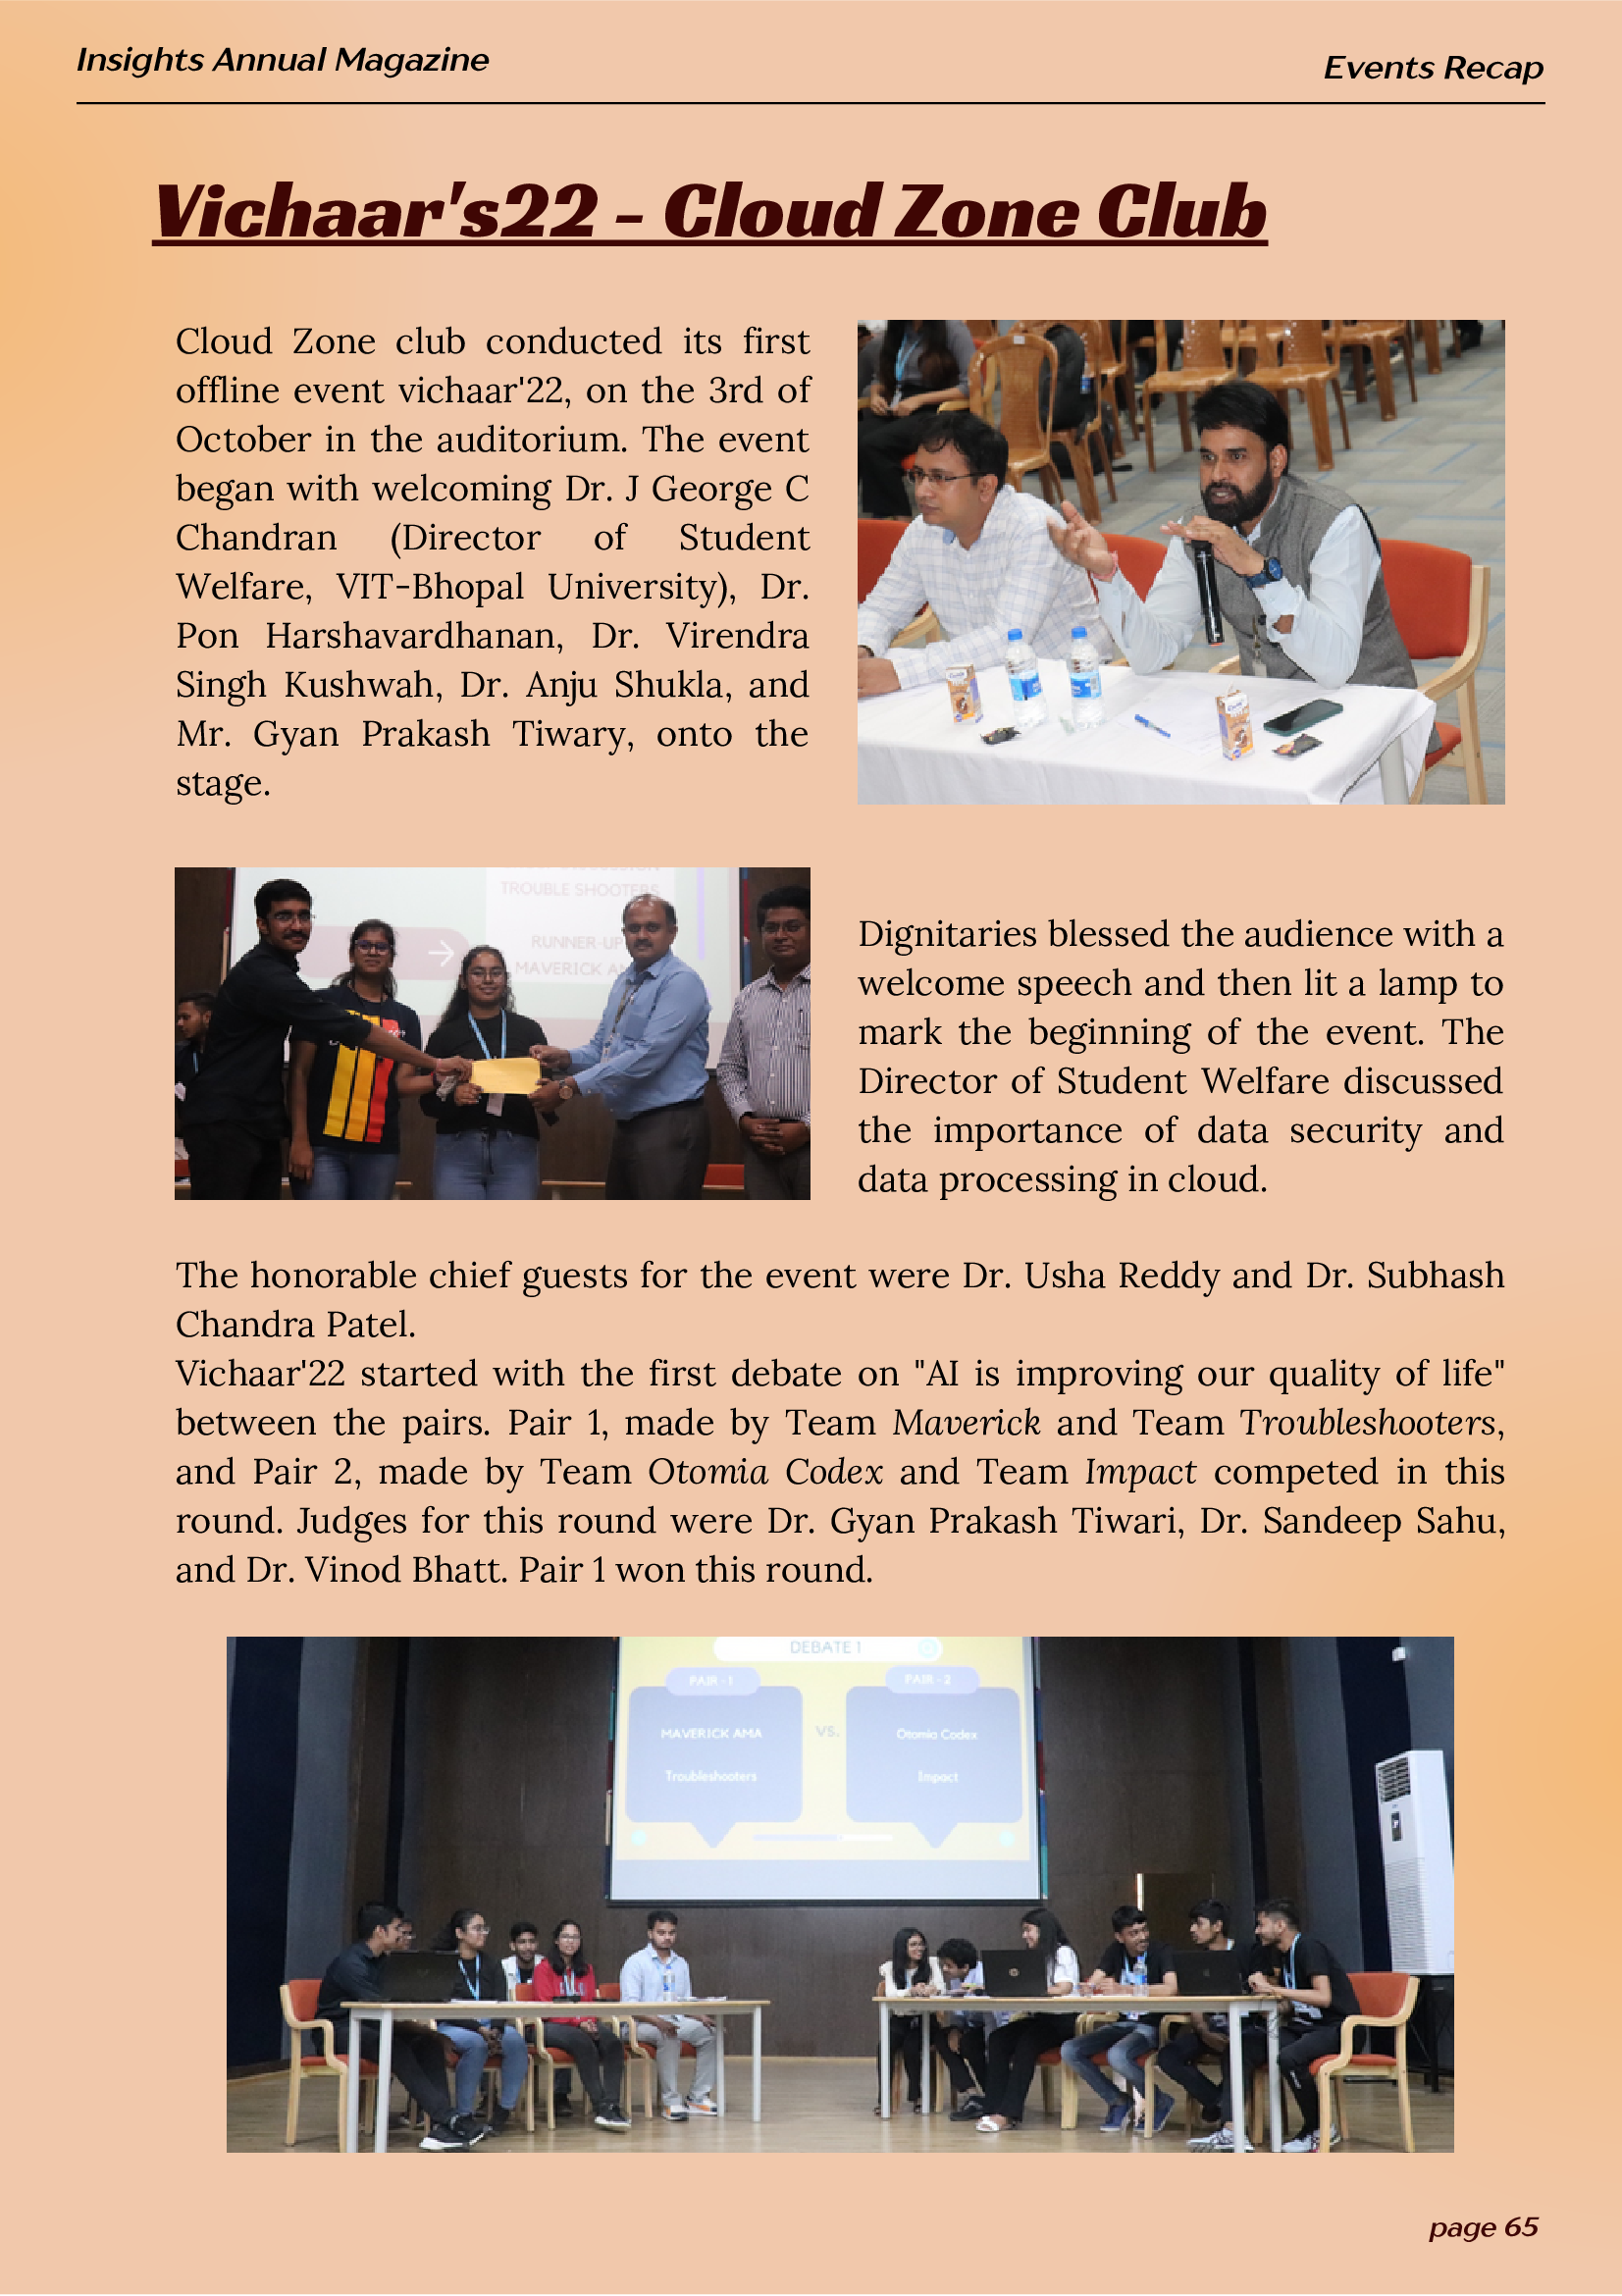 Insights Annual Magazine
Events Recap
Vichaar's22 - Cloud Zone Club
Cloud Zone club conducted its first
offline event vichaar'22, on the 3rd of
October in the auditorium. The event
began with welcoming Dr. J George C
Chandran (Director of Student
Welfare, VIT-Bhopal University), Dr.
Pon Harshavardhanan, Dr. Virendra
Singh Kushwah, Dr. Anju Shukla, and
Mr. Gyan Prakash Tiwary, onto the
stage.
TROUBLE SHOOTERS
RUNNER-UP
MAVERICK
Dignitaries blessed the audience with a
welcome speech and then lit a lamp to
mark the beginning of the event. The
Director of Student Welfare discussed
the importance of data security and
data processing in cloud.
The honorable chief guests for the event were Dr. Usha Reddy and Dr. Subhash
Chandra Patel.
Vichaar'22 started with the first debate on "AI is improving our quality of life"
between the pairs. Pair 1, made by Team Maverick and Team Troubleshooters,
and Pair 2, made by Team Otomia Codex and Team Impact competed in this
round. Judges for this round were Dr. Gyan Prakash Tiwari, Dr. Sandeep Sahu,
and Dr. Vinod Bhatt. Pair 1 won this round.
DEBATE 1
PAIR - 1
PAIR - 2
MAVERICK AMA
VS.
Otomia Codex
Troubleshooters
Impact
page 65